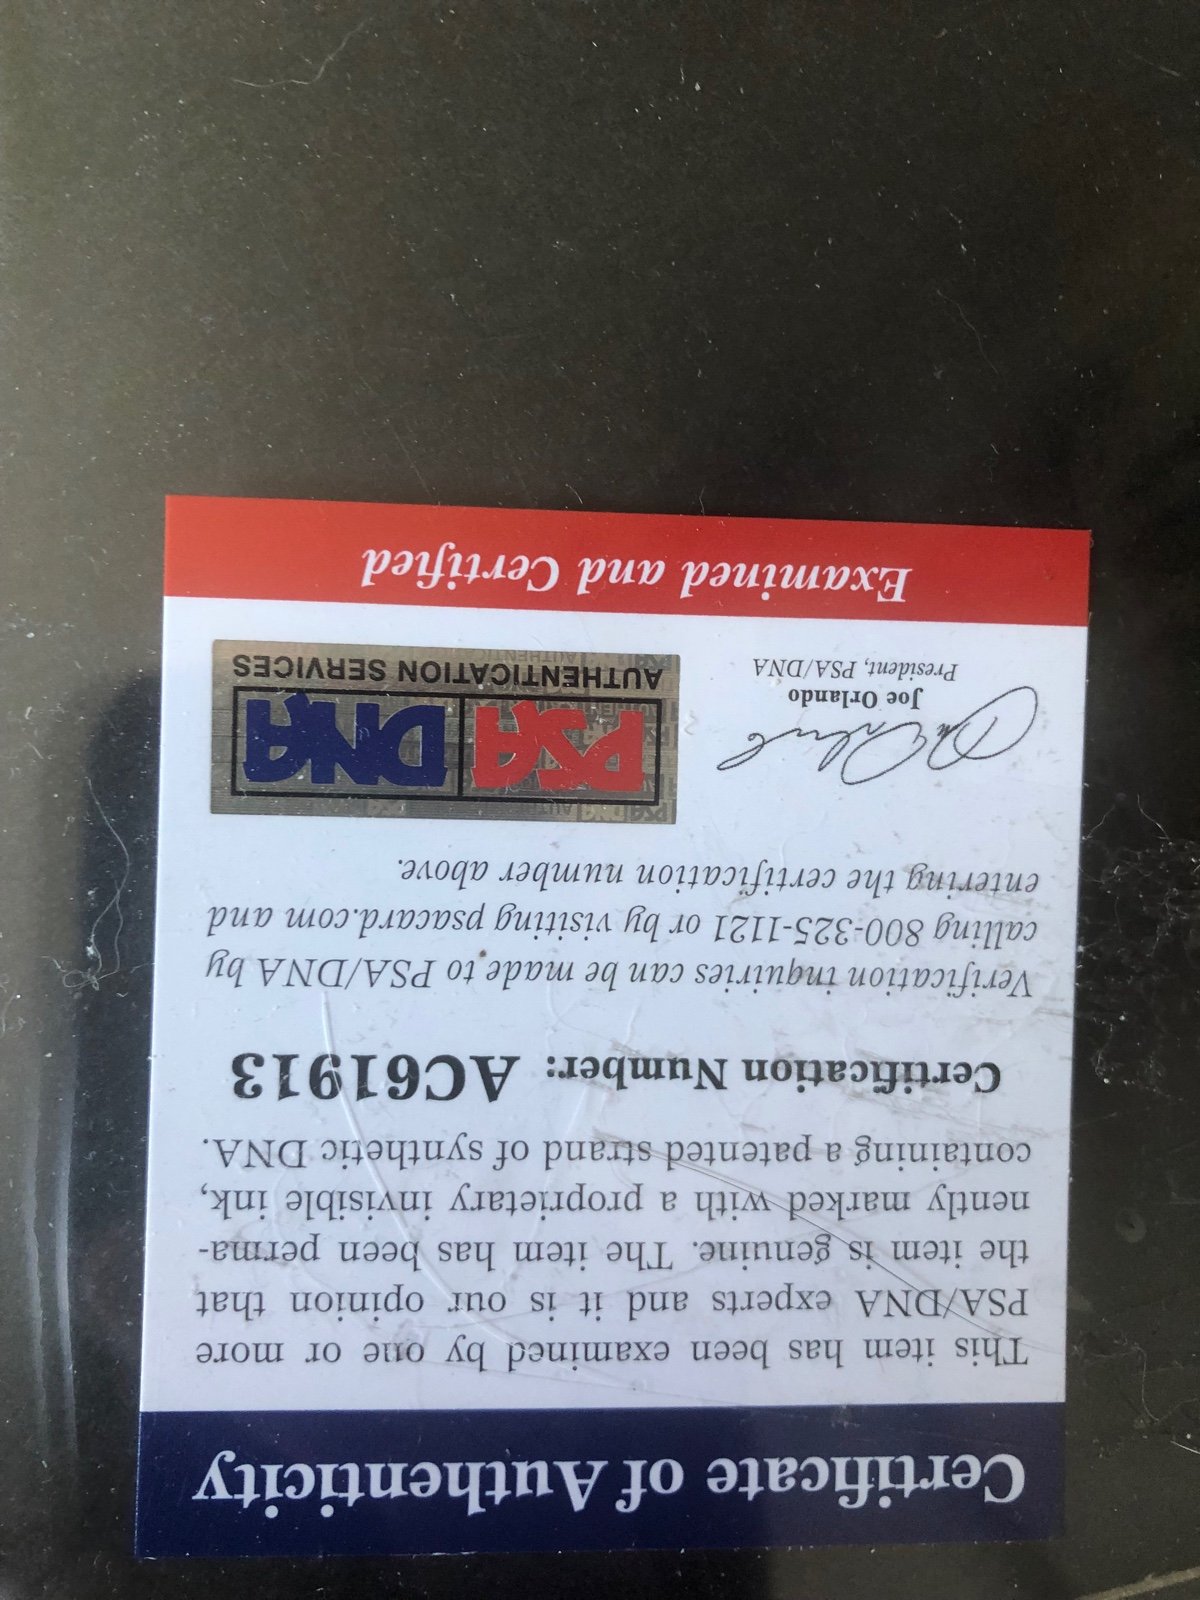 Certificate of Authenticity
This item has been examined by one or more
PSA/DNA experts and it is our opinion that
the item is genuine. The item has been perma-
nently marked with a proprietary invisible ink,
containing a patented strand of synthetic DNA.
Certification Number: AC61913
Verification inquiries can be made to PSA/DNA by
calling 800-325-1121 or by visiting psacard.com and
entering the certification number above.
Joe Orlando
President, PSA/DNA
PSA DNA
AUTHENTICATION SERVICES
Examined and Certified